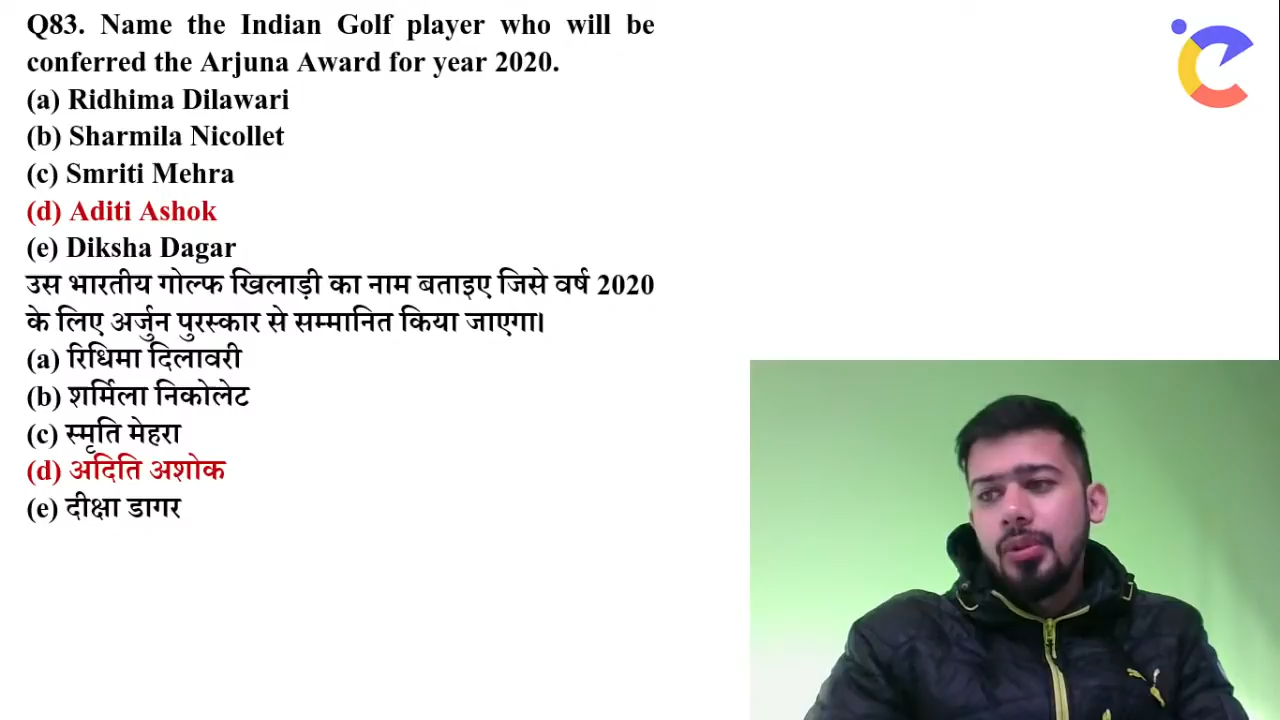 Q83. Name the Indian Golf player who will be
conferred the Arjuna Award for year 2020.
(a) Ridhima Dilawari
(b) Sharmila Nicollet
(c) Smriti Mehra
(d) Aditi Ashok
(e) Diksha Dagar
उस भारतीय गोल्फ खिलाड़ी का नाम बताइए जिसे वर्ष 2020
के लिए अर्जुन पुरस्कार से सम्मानित किया जाएगा।
(a) रिधिमा दिलावरी
(b) शर्मिला निकोलेट
(c) स्मृति मेहरा
(d) अदिति अशोक
(e) दीक्षा डागर